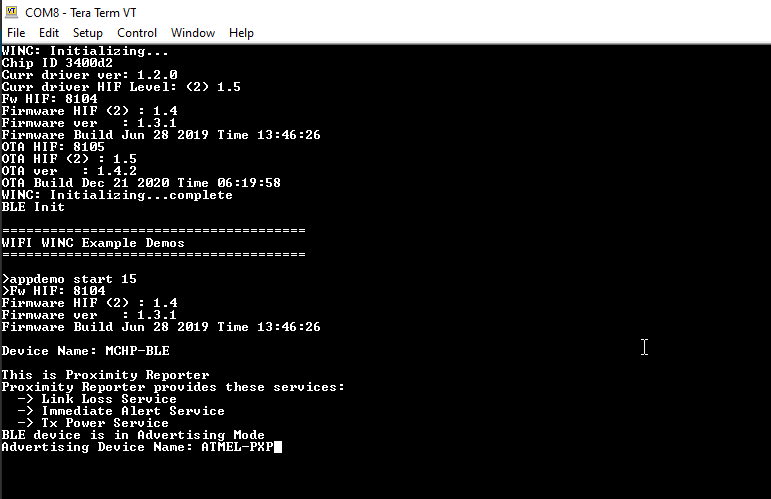 COM8 - Tera Term VT
File Edit Setup Control Window Help
WINC: Initializing...
Chip ID 3400d2
Curr driver ver: 1.2.0
Curr driver HIF Level: (2) 1.5
Fw HIF: 8104
Firmware HIF (2) : 1.4
Firmware ver   : 1.3.1
Firmware Build Jun 28 2019 Time 13:46:26
OTA HIF: 8105
OTA HIF (2) : 1.5
OTA ver   : 1.4.2
OTA Build Dec 21 2020 Time 06:19:58
WINC: Initializing...complete
BLE Init
======================================
WIFI WINC Example Demos
======================================
>appdemo start 15
>Fw HIF: 8104
Firmware HIF (2) : 1.4
Firmware ver   : 1.3.1
Firmware Build Jun 28 2019 Time 13:46:26
Device Name: MCHP-BLE
This is Proximity Reporter
Proximity Reporter provides these services:
-> Link Loss Service
-> Immediate Alert Service
-> Tx Power Service
BLE device is in Advertising Mode
Advertising Device Name: ATMEL-PXP